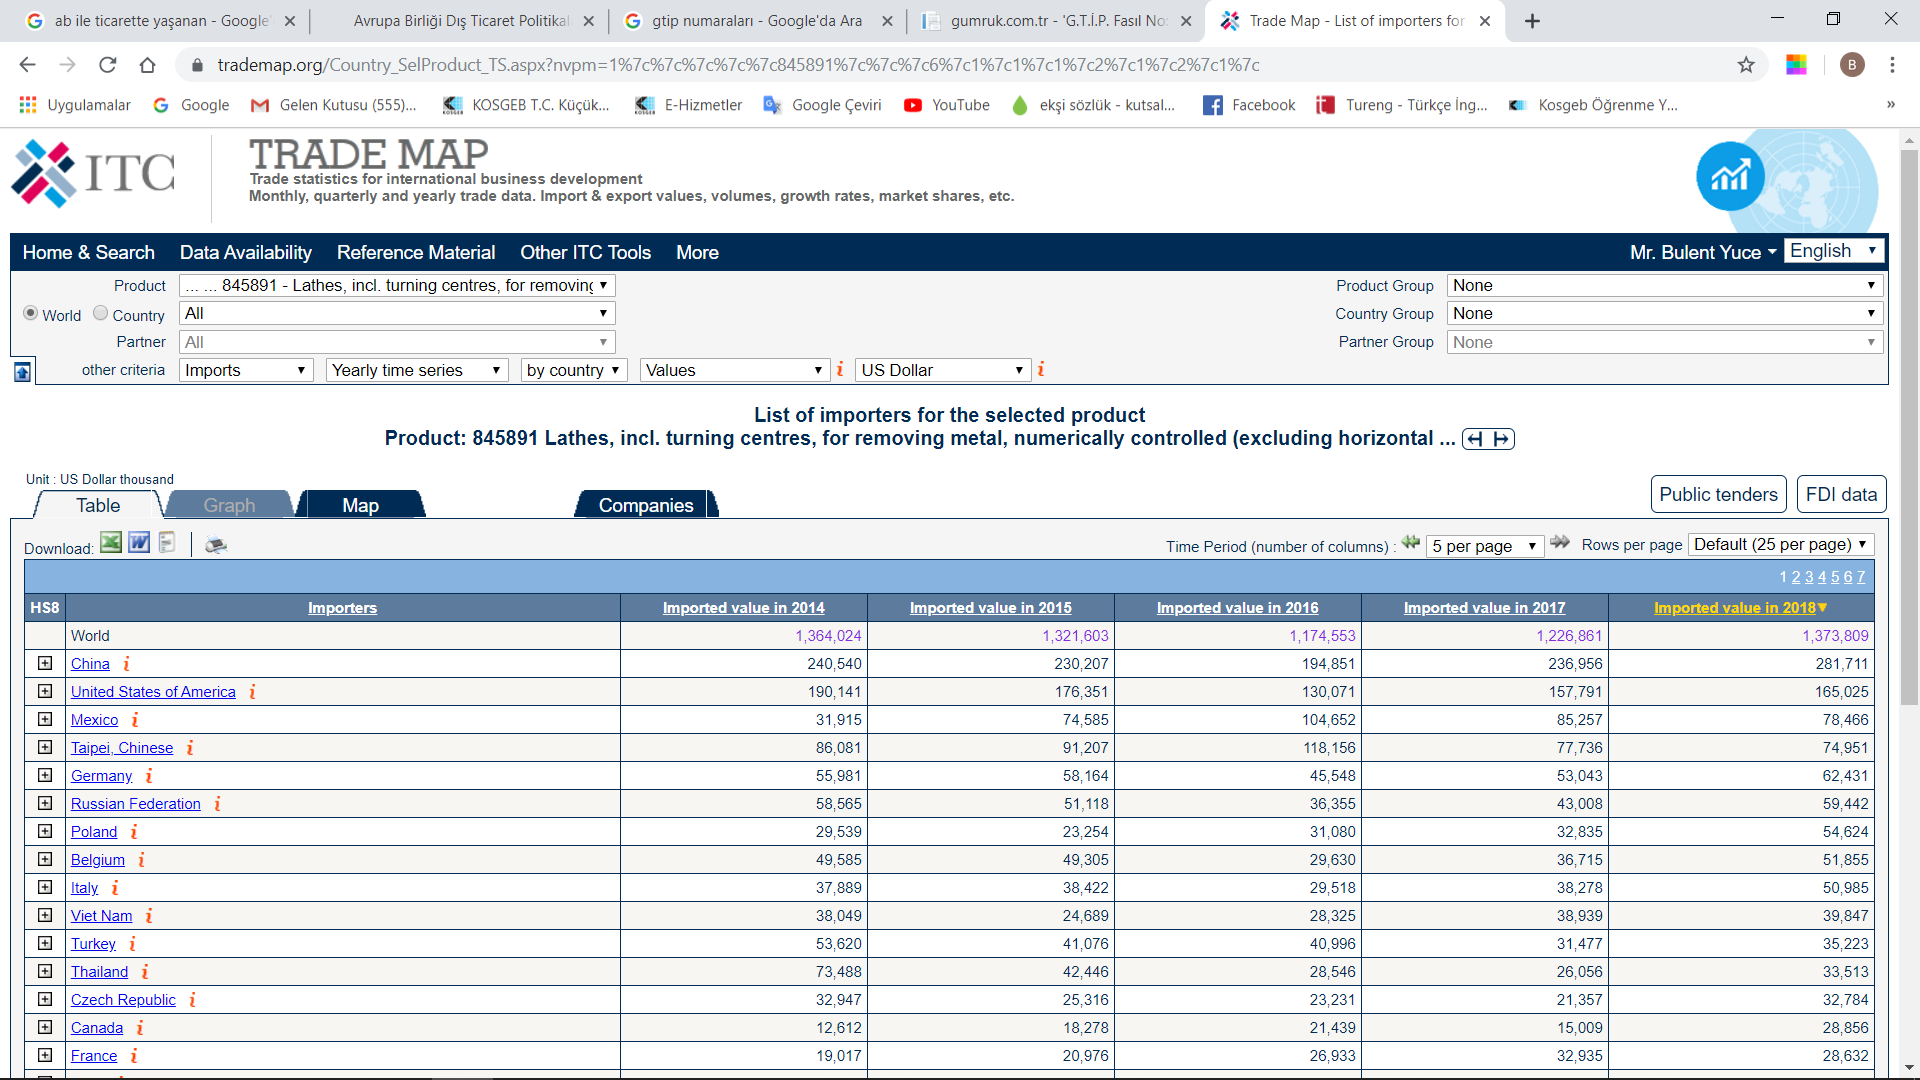 ab ile ticarette yaşanan - Google'
Avrupa Birliği Dış Ticaret Politikal
gtip numaraları - Google'da Ara
gumruk.com.tr - 'G.T.İ.P. Fasıl No:
Trade Map - List of importers for
trademap.org/Country_SelProduct_TS.aspx?nvpm=1%7c%7c%7c%7c%7c845891%7c%7c%7c6%7c1%7c1%7c1%7c2%7c1%7c2%7c1%7c
B
Uygulamalar Google Gelen Kutusu (555)... KOSGEB T.C. Küçük... E-Hizmetler Google Çeviri YouTube ekşi sözlük - kutsal... Facebook Tureng - Türkçe İng... Kosgeb Öğrenme Y... »
ITC
TRADE MAP
Trade statistics for international business development
Monthly, quarterly and yearly trade data. Import & export values, volumes, growth rates, market shares, etc.
Home & Search Data Availability Reference Material Other ITC Tools More Mr. Bulent Yuce English
Product ... ... 845891 - Lathes, incl. turning centres, for removing Product Group None
World Country All Country Group None
Partner All Partner Group None
other criteria Imports Yearly time series by country Values i US Dollar i
List of importers for the selected product
Product: 845891 Lathes, incl. turning centres, for removing metal, numerically controlled (excluding horizontal ...
Unit : US Dollar thousand
Table Graph Map Companies Public tenders FDI data
Download: Time Period (number of columns) : 5 per page Rows per page Default (25 per page)
1 2 3 4 5 6 7
HS8 Importers Imported value in 2014 Imported value in 2015 Imported value in 2016 Imported value in 2017 Imported value in 2018▼
World 1,364,024 1,321,603 1,174,553 1,226,861 1,373,809
China i 240,540 230,207 194,851 236,956 281,711
United States of America i 190,141 176,351 130,071 157,791 165,025
Mexico i 31,915 74,585 104,652 85,257 78,466
Taipei, Chinese i 86,081 91,207 118,156 77,736 74,951
Germany i 55,981 58,164 45,548 53,043 62,431
Russian Federation i 58,565 51,118 36,355 43,008 59,442
Poland i 29,539 23,254 31,080 32,835 54,624
Belgium i 49,585 49,305 29,630 36,715 51,855
Italy i 37,889 38,422 29,518 38,278 50,985
Viet Nam i 38,049 24,689 28,325 38,939 39,847
Turkey i 53,620 41,076 40,996 31,477 35,223
Thailand i 73,488 42,446 28,546 26,056 33,513
Czech Republic i 32,947 25,316 23,231 21,357 32,784
Canada i 12,612 18,278 21,439 15,009 28,856
France i 19,017 20,976 26,933 32,935 28,632